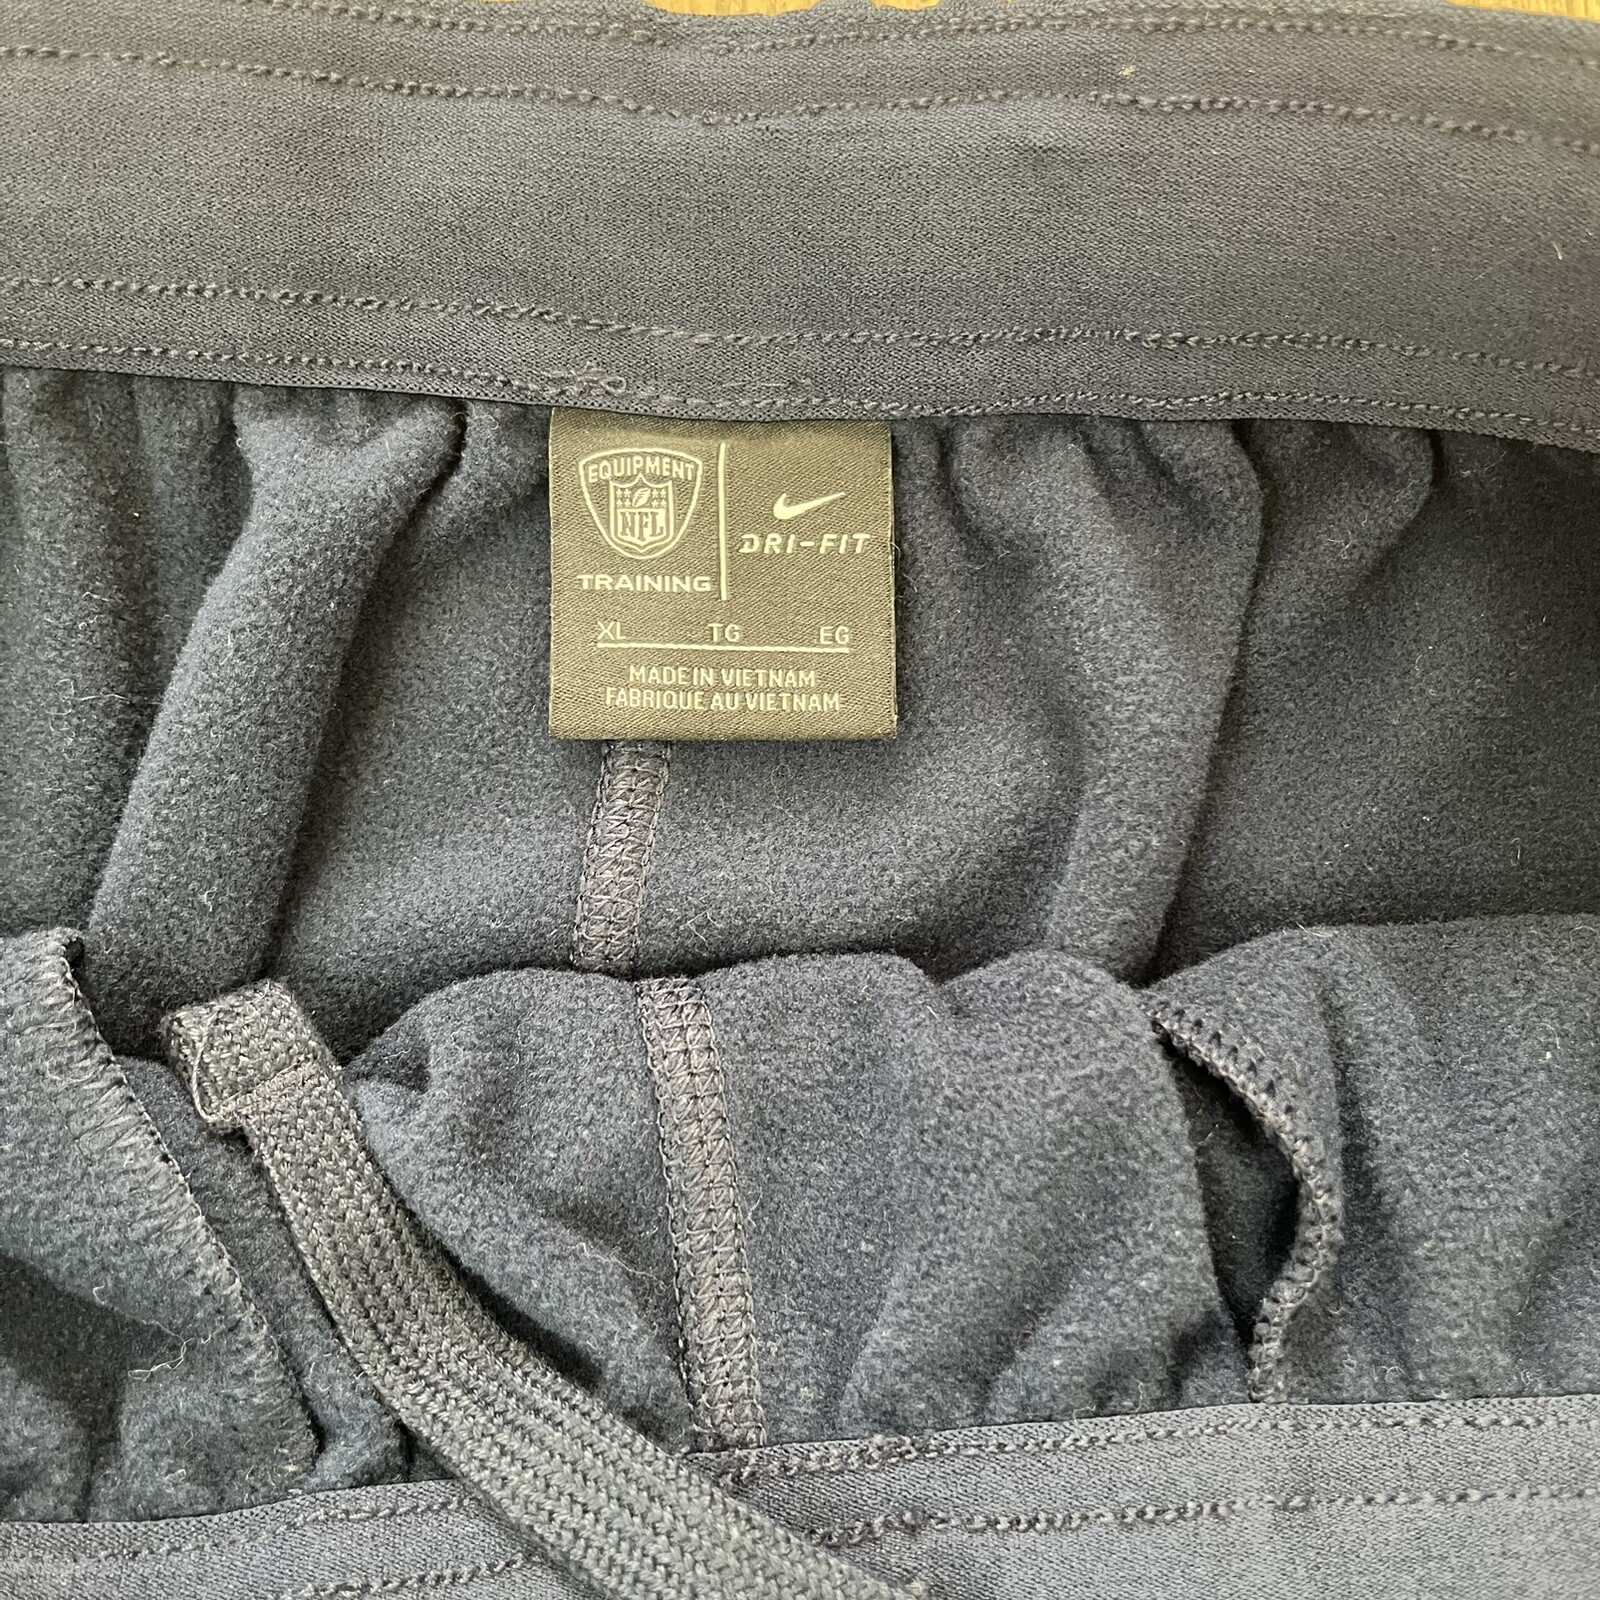 EQUIPMENT
NFL
TRAINING
DRI-FIT
XL TG EG
MADE IN VIETNAM
FABRIQUE AU VIETNAM